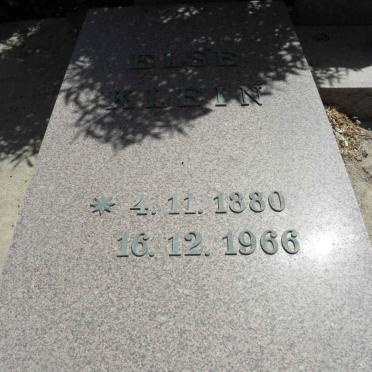 ELSE
KLEIN
* 4. 11. 1880
16. 12. 1966